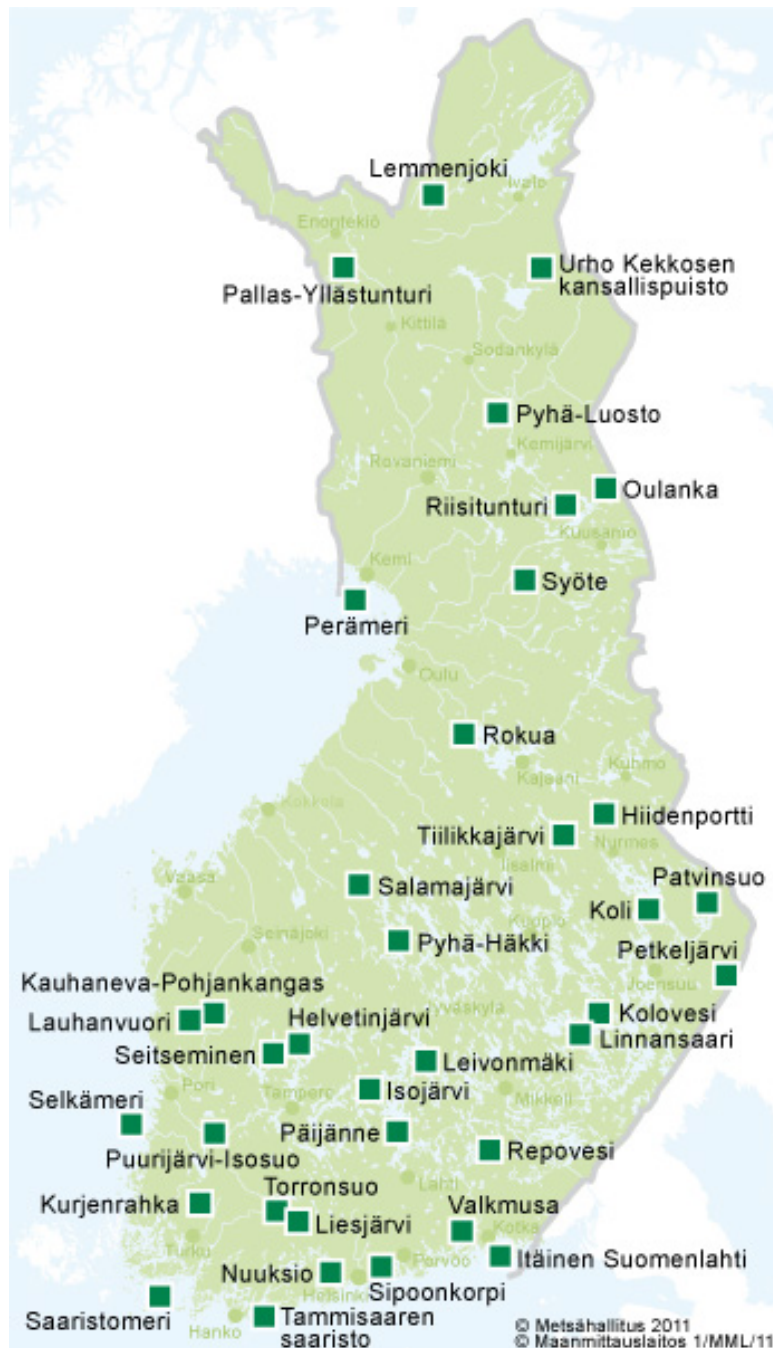 Lemmenjoki
Ivalo
Enontekiö
Urho Kekkosen
kansallispuisto
Pallas-Yllästunturi
Kittilä
Sodankylä
Pyhä-Luosto
Kemijärvi
Rovaniemi
Oulanka
Riisitunturi
Kuusamo
Kemi
Syöte
Perämeri
Oulu
Rokua
Kajaani
Kuhmo
Hiidenportti
Tiilikkajärvi
Nurmes
Iisalmi
Kokkola
Vaasa
Salamajärvi
Patvinsuo
Koli
Kuopio
Seinäjoki
Pyhä-Häkki
Petkeljärvi
Joensuu
Kauhaneva-Pohjankangas
Jyväskylä
Lauhanvuori
Helvetinjärvi
Kolovesi
Linnansaari
Seitseminen
Leivonmäki
Pori
Tampere
Isojärvi
Mikkeli
Selkämeri
Päijänne
Puurijärvi-Isosuo
Repovesi
Lahti
Torronsuo
Kurjenrahka
Liesjärvi
Valkmusa
Kotka
Turku
Porvoo
Itäinen Suomenlahti
Nuuksio
Sipoonkorpi
Helsinki
Saaristomeri
Hanko
Tammisaaren
saaristo
© Metsähallitus 2011
© Maanmittauslaitos 1/MML/11